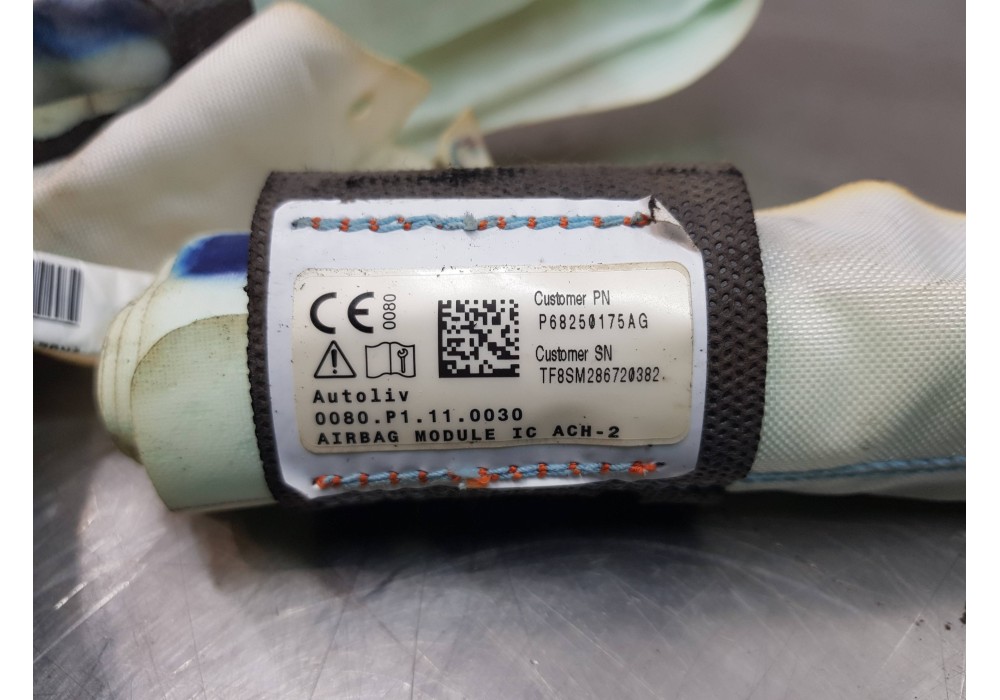 CE 0080
Customer PN
P68250175AG
Customer SN
TF8SM286720382
Autoliv
0080.P1.11.0030
AIRBAG MODULE IC ACH-2